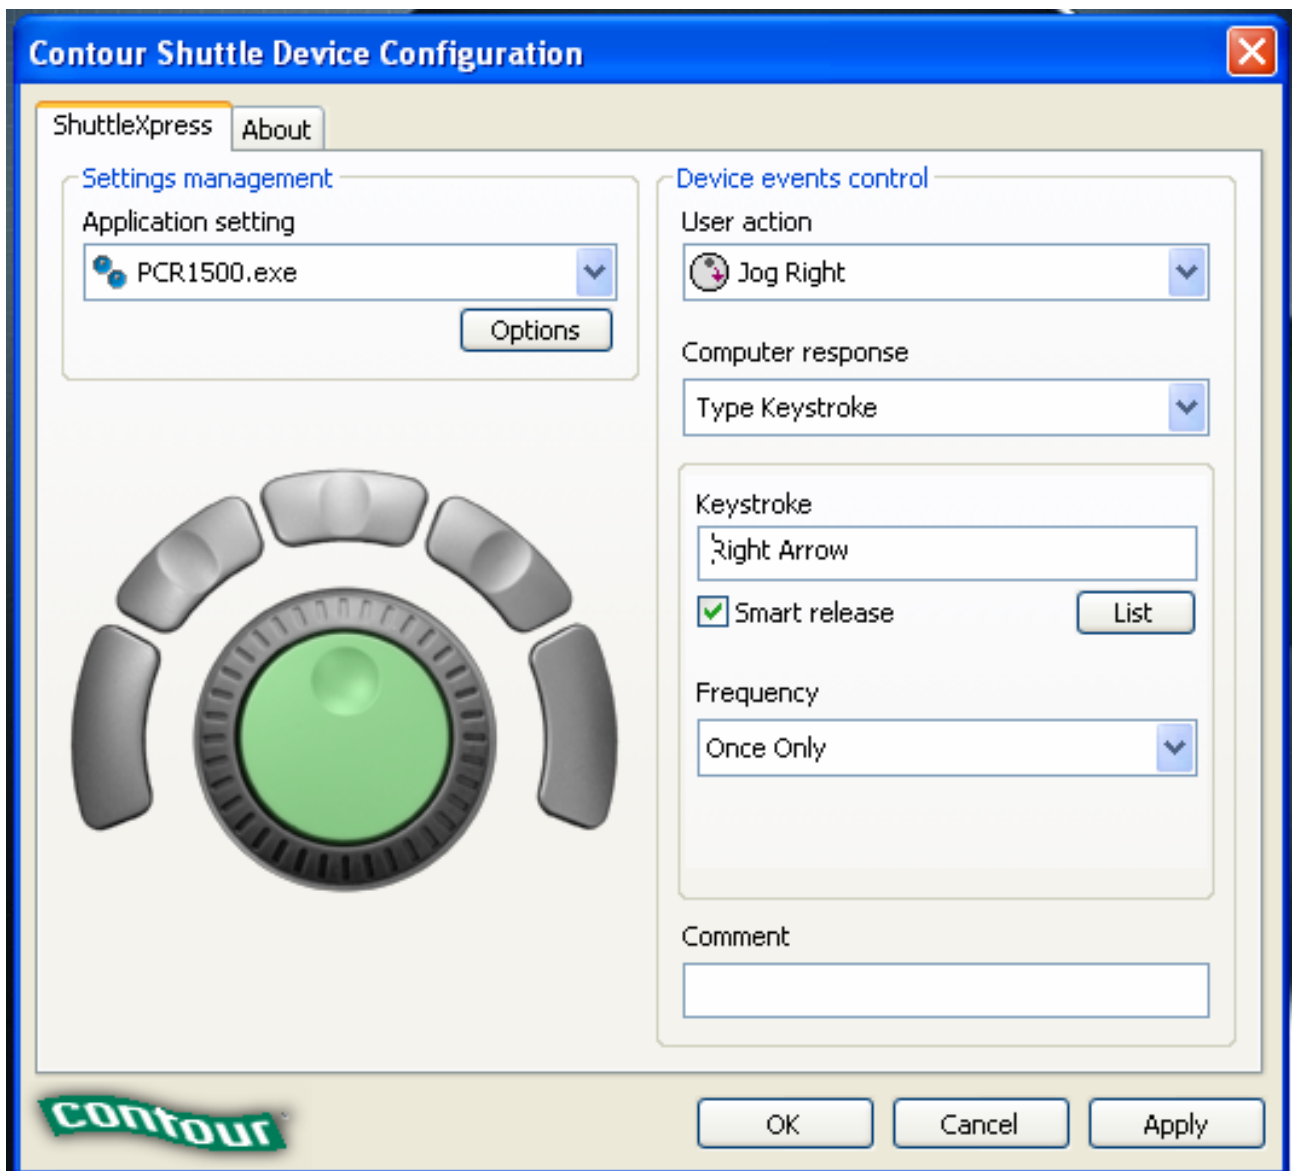 Contour Shuttle Device Configuration
ShuttleXpress
About
Settings management
Application setting
PCR1500.exe
Options
Device events control
User action
Jog Right
Computer response
Type Keystroke
Keystroke
Right Arrow
Smart release
List
Frequency
Once Only
Comment
contour
OK
Cancel
Apply